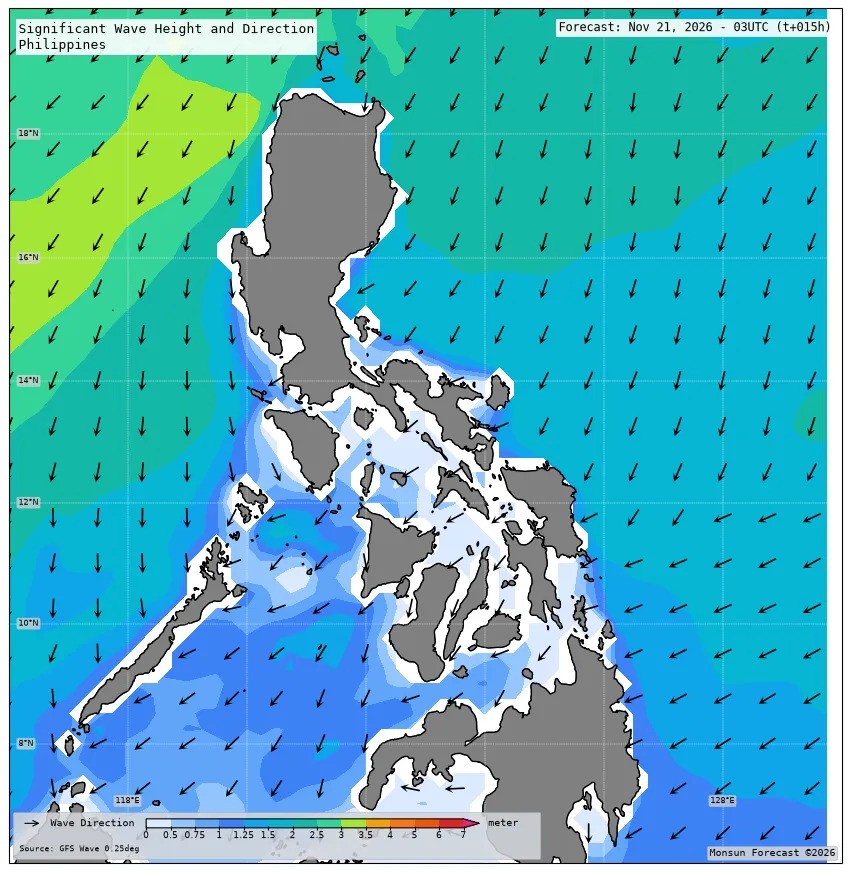 Significant Wave Height and Direction
Philippines
Forecast: Nov 21, 2026 - 03UTC (t+015h)
18°N
16°N
14°N
12°N
10°N
8°N
118°E
128°E
Wave Direction
0 0.5 0.75 1 1.25 1.5 2 2.5 3 3.5 4 5 6 7
meter
Source: GFS Wave 0.25deg
Monsun Forecast ©2026